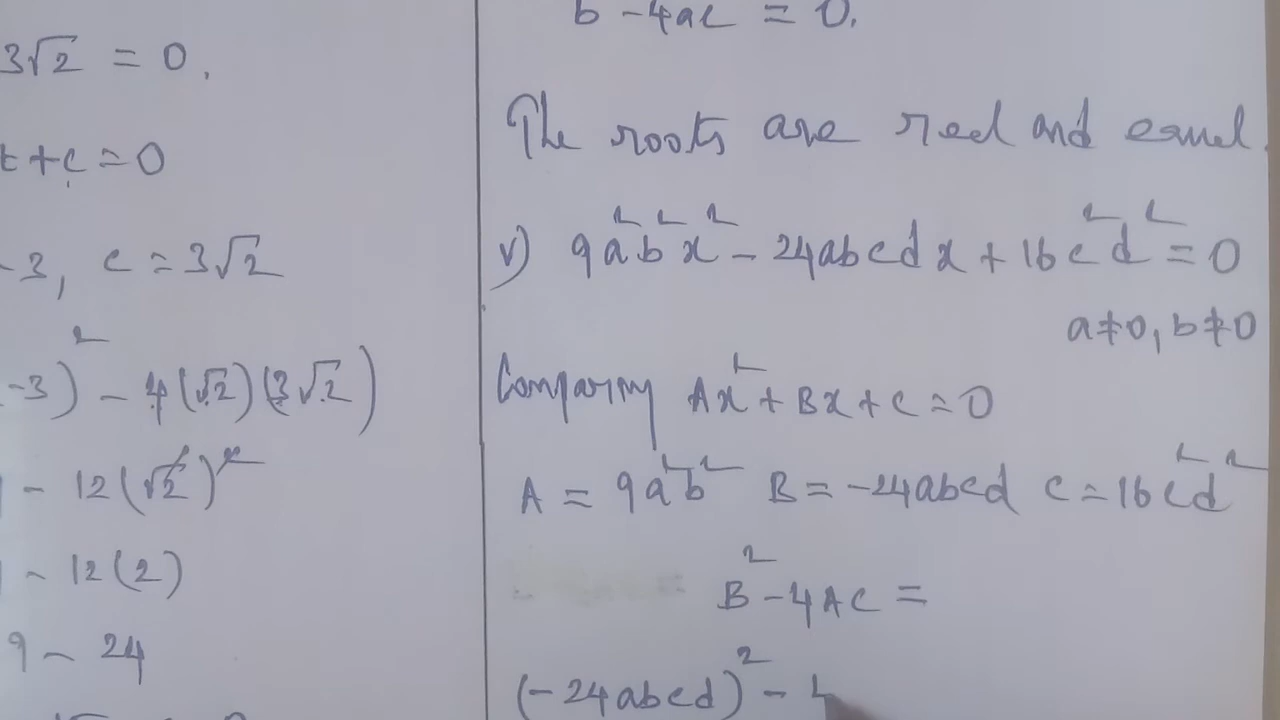 3√2 = 0.
t+c=0
-3, c=3√2
-3)² - 4(√2)(3√2)
- 12(√2)²
- 12(2)
9 - 24
b-4ac = 0.
The roots are real and equal.
v) 9a²b²x² - 24abcdx + 16c²d² = 0
a≠0, b≠0
Comparing Ax²+Bx+C=0
A = 9a²b² B = -24abcd C = 16c²d²
B²-4AC =
(-24abcd)² - 4